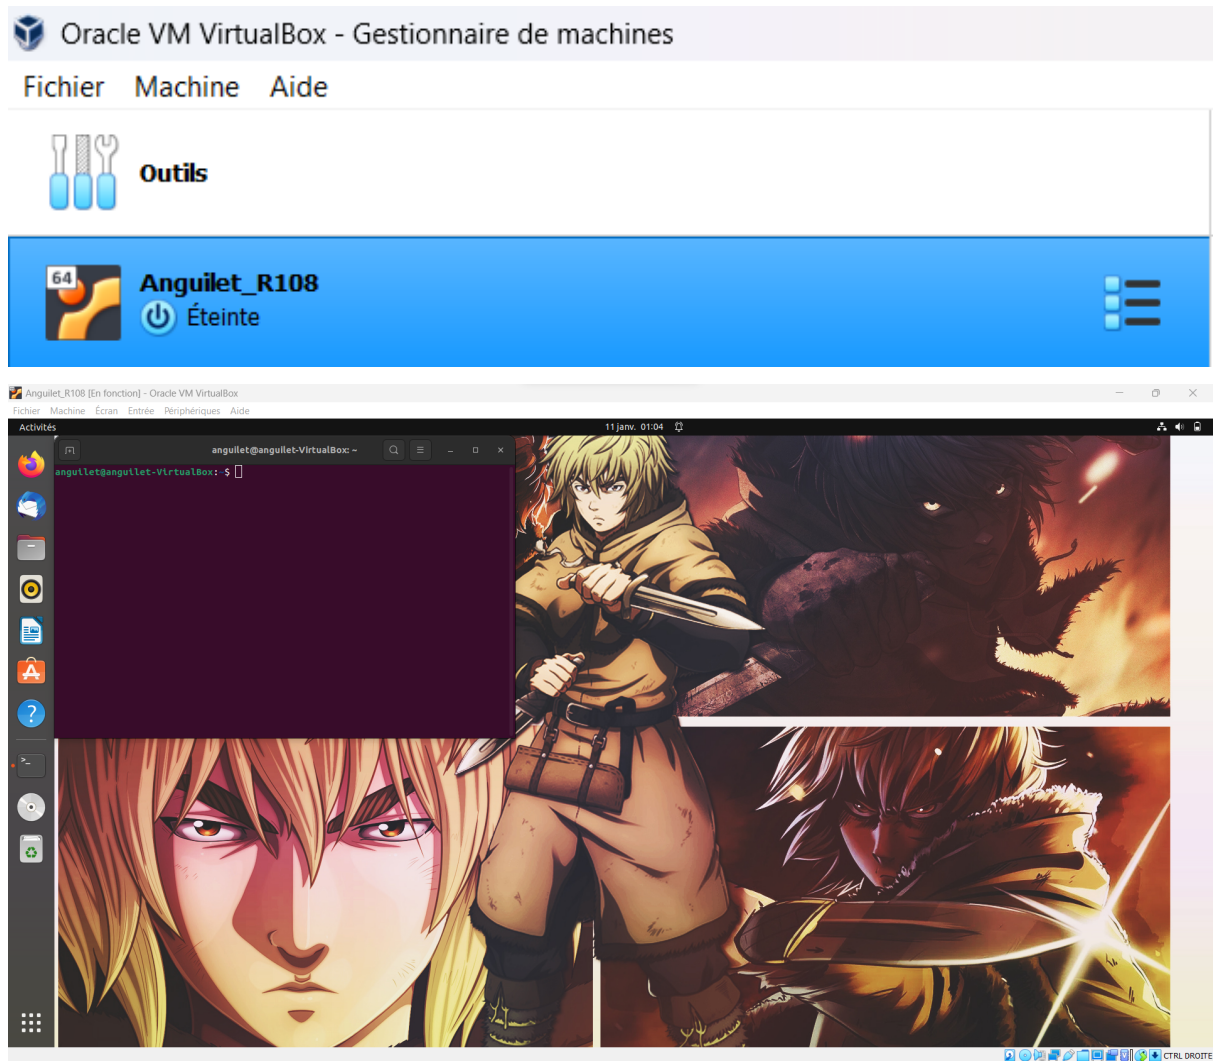 Oracle VM VirtualBox - Gestionnaire de machines
Fichier Machine Aide
Outils
64
Anguilet_R108
Éteinte
Anguilet_R108 [En fonction] - Oracle VM VirtualBox
Fichier Machine Écran Entrée Périphériques Aide
Activités
11 janv. 01:04
anguilet@anguilet-VirtualBox: ~
anguilet@anguilet-VirtualBox:~$
CTRL DROITE